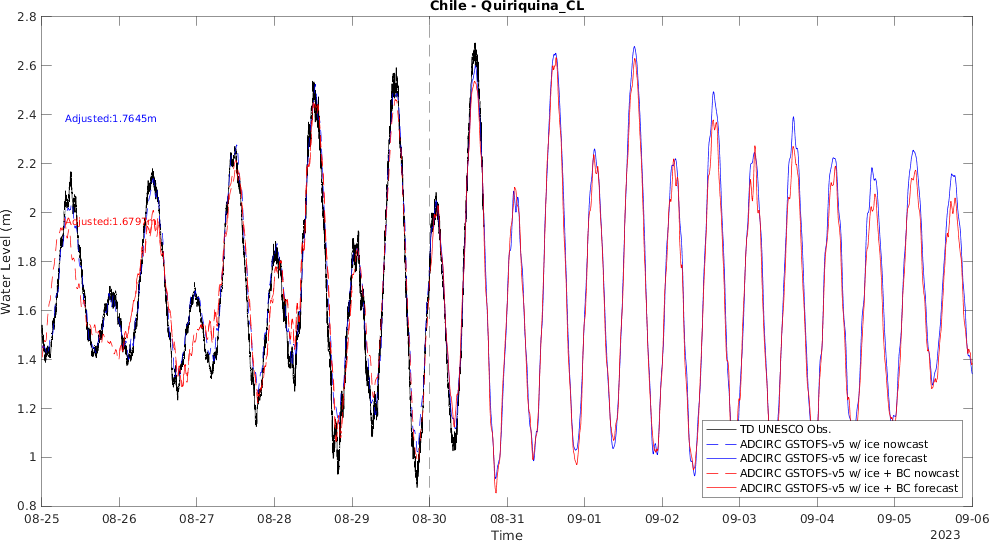 Chile - Quiriquina_CL
2.8
2.6
2.4
2.2
2
1.8
1.6
1.4
1.2
1
0.8
Water Level (m)
Adjusted:1.7645m
Adjusted:1.6797m
TD UNESCO Obs.
ADCIRC GSTOFS-v5 w/ ice nowcast
ADCIRC GSTOFS-v5 w/ ice forecast
ADCIRC GSTOFS-v5 w/ ice + BC nowcast
ADCIRC GSTOFS-v5 w/ ice + BC forecast
08-25 08-26 08-27 08-28 08-29 08-30 08-31 09-01 09-02 09-03 09-04 09-05 09-06
Time
2023